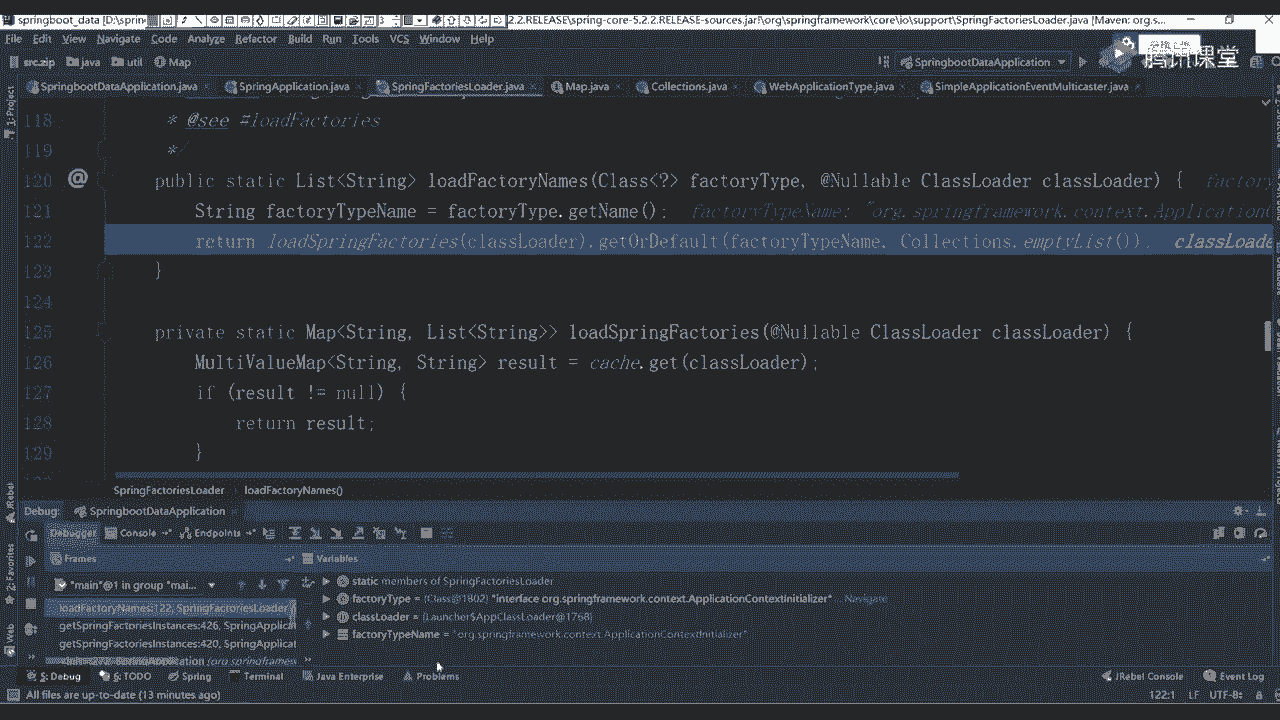 springboot_data [D:\sprin
2.2.RELEASE\spring-core-5.2.2.RELEASE-sources.jar!\org\springframework\core\io\support\SpringFactoriesLoader.java [Maven: org.s...
File Edit View Navigate Code Analyze Refactor Build Run Tools VCS Window Help
腾讯课堂
src.zip java util Map SpringbootDataApplication
SpringbootDataApplication.java SpringApplication.java SpringFactoriesLoader.java Map.java Collections.java WebApplicationType.java SimpleApplicationEventMulticaster.java
118 * @see #loadFactories
119 */
120 @ public static List<String> loadFactoryNames(Class<?> factoryType, @Nullable ClassLoader classLoader) { factory
121 String factoryTypeName = factoryType.getName(); factoryTypeName: "org.springframework.context.Application
122 return loadSpringFactories(classLoader).getOrDefault(factoryTypeName, Collections.emptyList()); classLoade
123 }
124
125 private static Map<String, List<String>> loadSpringFactories(@Nullable ClassLoader classLoader) {
126 MultiValueMap<String, String> result = cache.get(classLoader);
127 if (result != null) {
128 return result;
129 }
SpringFactoriesLoader loadFactoryNames()
Debug: SpringbootDataApplication
Debugger Console Endpoints
Frames Variables
"main"@1 in group "mai...
static members of SpringFactoriesLoader
loadFactoryNames:122, SpringFactoriesLoader
factoryType = {Class@1802} "interface org.springframework.context.ApplicationContextInitializer" ... Navigate
getSpringFactoriesInstances:426, SpringApplicat
classLoader = {Launcher$AppClassLoader@1768}
getSpringFactoriesInstances:420, SpringApplicat
factoryTypeName = "org.springframework.context.ApplicationContextInitializer"
5: Debug 6: TODO Spring Terminal Java Enterprise Problems JRebel Console Event Log
All files are up-to-date (13 minutes ago) 122:1 LF UTF-8
1: Project
JRebel
2: Favorites
Web